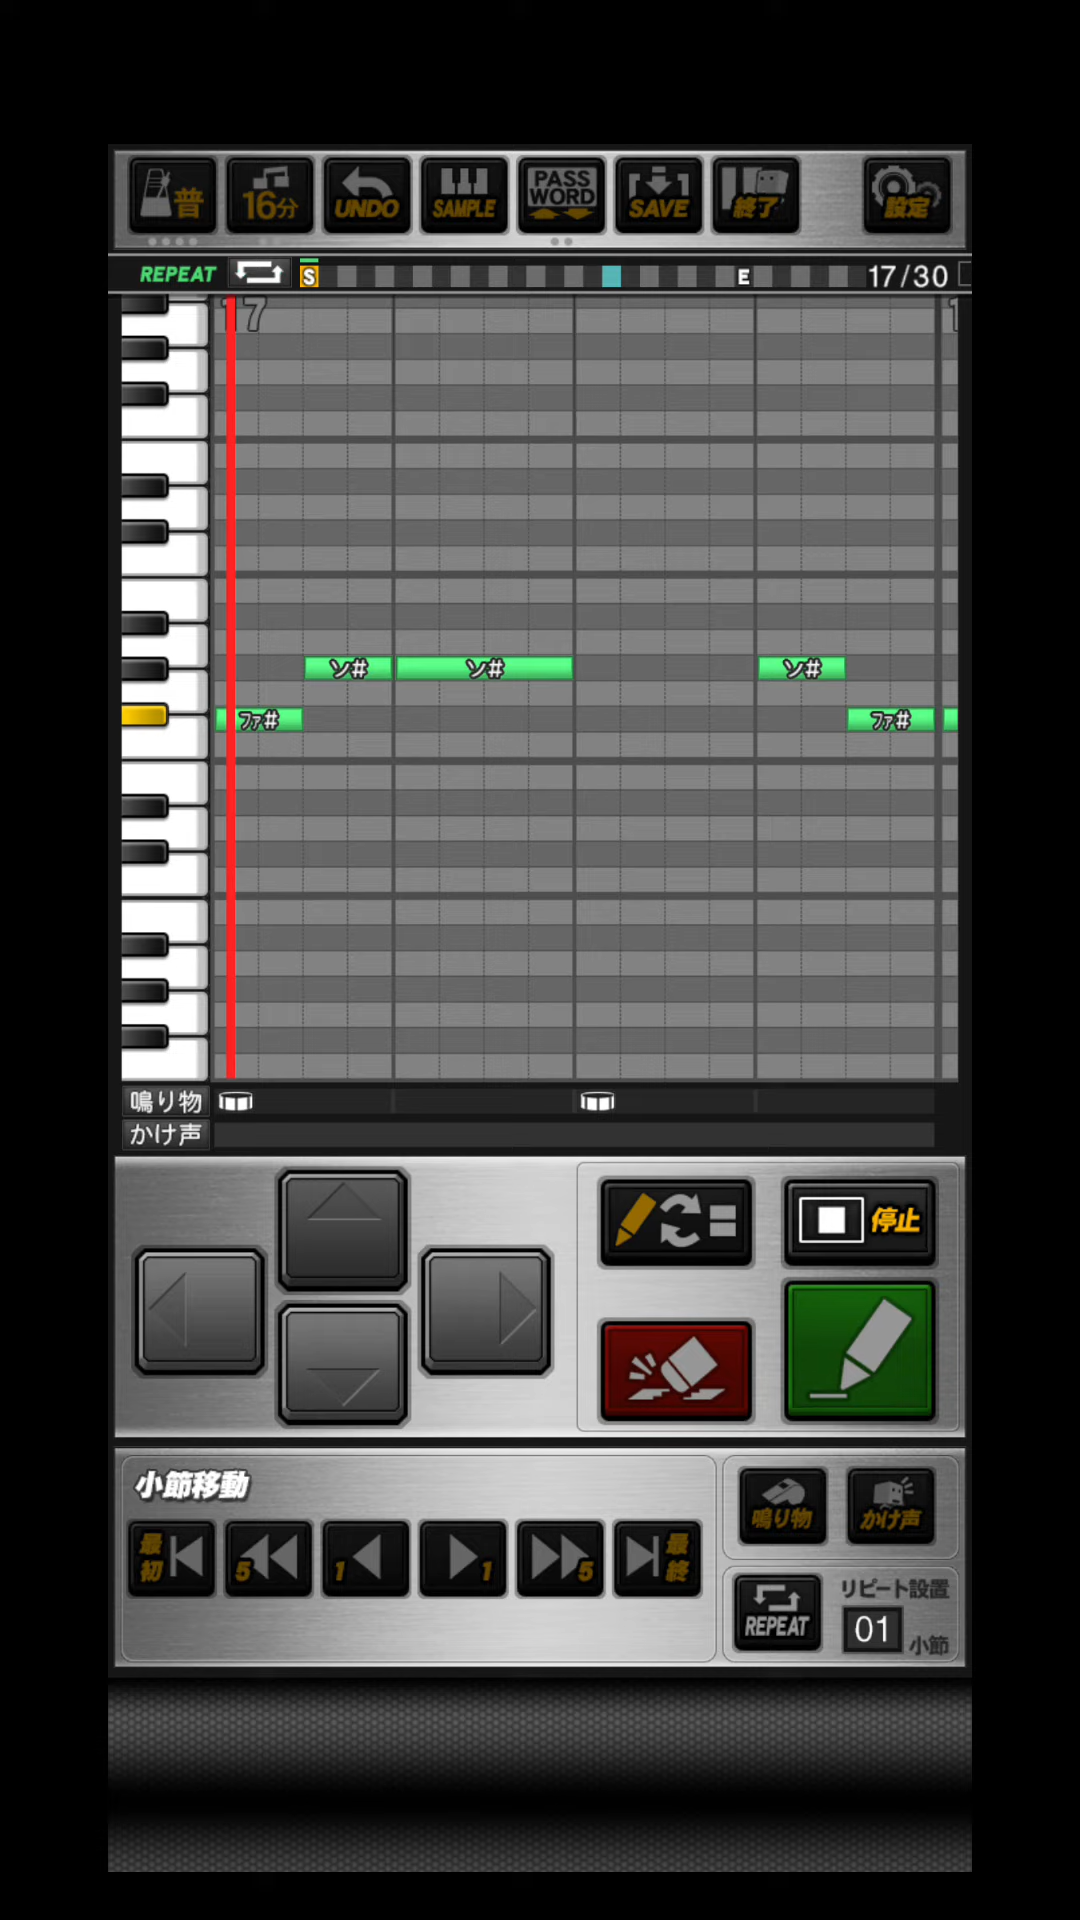 普 16分 UNDO SAMPLE PASS WORD SAVE 終了 設定
REPEAT S E 17/30
17
ソ# ソ# ソ#
ファ# ファ#
鳴り物
かけ声
停止
小節移動
最初 5 1 1 5 最終
鳴り物 かけ声
REPEAT リピート設置 01 小節